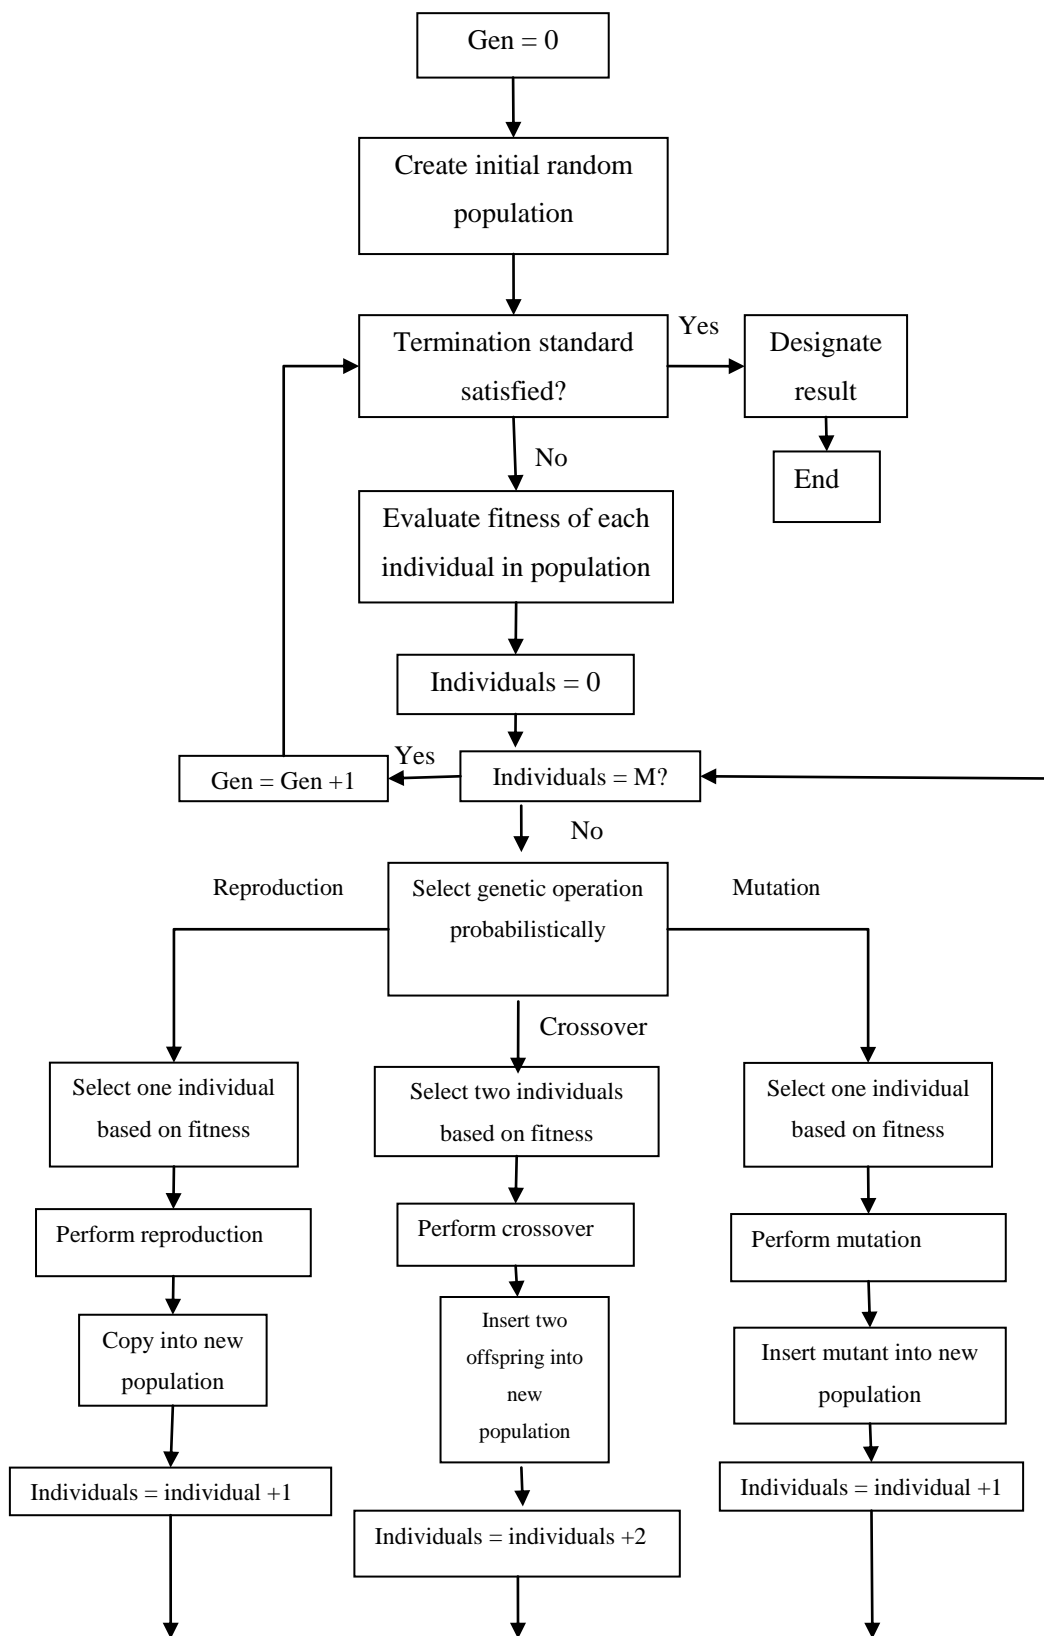 Gen = 0
Create initial random
population
Termination standard
satisfied?
Yes
Designate
result
No
End
Evaluate fitness of each
individual in population
Individuals = 0
Yes
Gen = Gen +1
Individuals = M?
No
Reproduction
Select genetic operation
probabilistically
Mutation
Crossover
Select one individual
based on fitness
Select two individuals
based on fitness
Select one individual
based on fitness
Perform reproduction
Perform crossover
Perform mutation
Copy into new
population
Insert two
offspring into
new
population
Insert mutant into new
population
Individuals = individual +1
Individuals = individuals +2
Individuals = individual +1